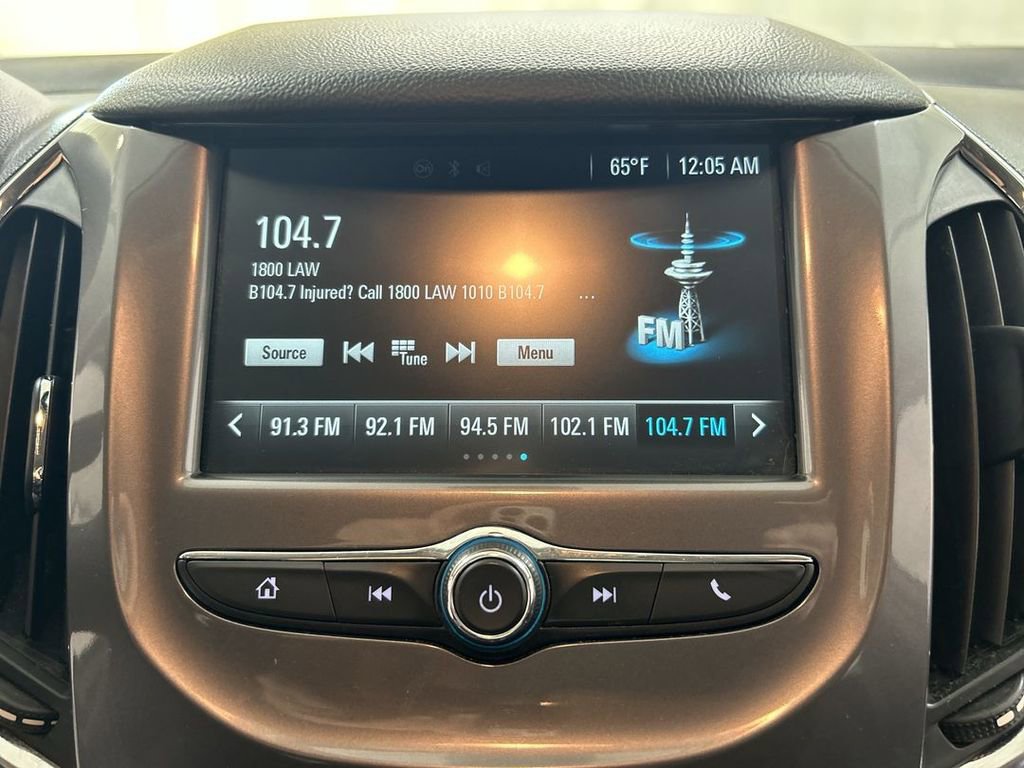 On
65°F
12:05 AM
104.7
1800 LAW
B104.7 Injured? Call 1800 LAW 1010 B104.7 ...
FM
Source
Tune
Menu
91.3 FM 92.1 FM 94.5 FM 102.1 FM 104.7 FM